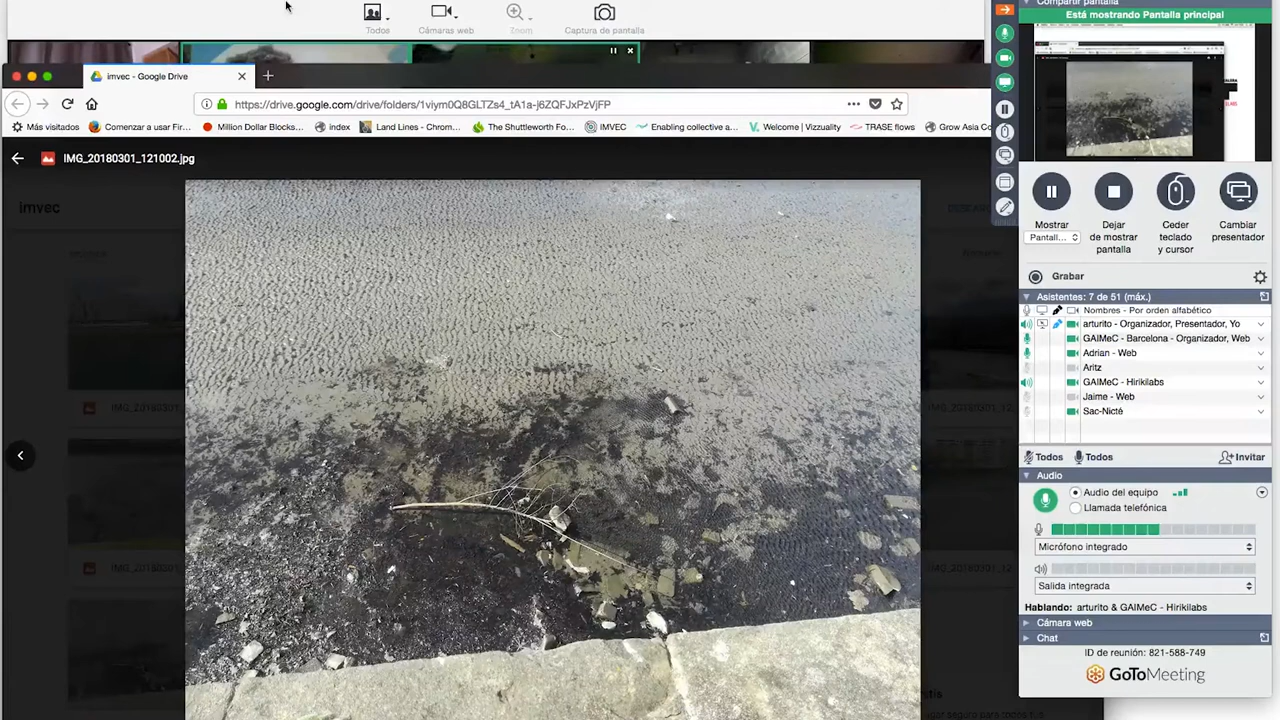 Todos
Cámaras web
Zoom
Captura de pantalla
Compartir pantalla
Está mostrando Pantalla principal
imvec - Google Drive
https://drive.google.com/drive/folders/1viym0Q8GLTZs4_tA1a-j6ZQFJxPzVjFP
Más visitados
Comenzar a usar Fir...
Million Dollar Blocks...
index
Land Lines - Chrom...
The Shuttleworth Fo...
IMVEC
Enabling collective a...
Welcome | Vizzuality
TRASE flows
Grow Asia Co
IMG_20180301_121002.jpg
imvec
Mostrar
Pantall...
Dejar
de mostrar
pantalla
Ceder
teclado
y cursor
Cambiar
presentador
Grabar
Asistentes: 7 de 51 (máx.)
Nombres - Por orden alfabético
arturito - Organizador, Presentador, Yo
GAIMeC - Barcelona - Organizador, Web
Adrian - Web
Aritz
GAIMeC - Hirikilabs
Jaime - Web
Sac-Nicté
Todos
Todos
Invitar
Audio
Audio del equipo
Llamada telefónica
Micrófono integrado
Salida integrada
Hablando: arturito & GAIMeC - Hirikilabs
Cámara web
Chat
ID de reunión: 821-588-749
GoToMeeting